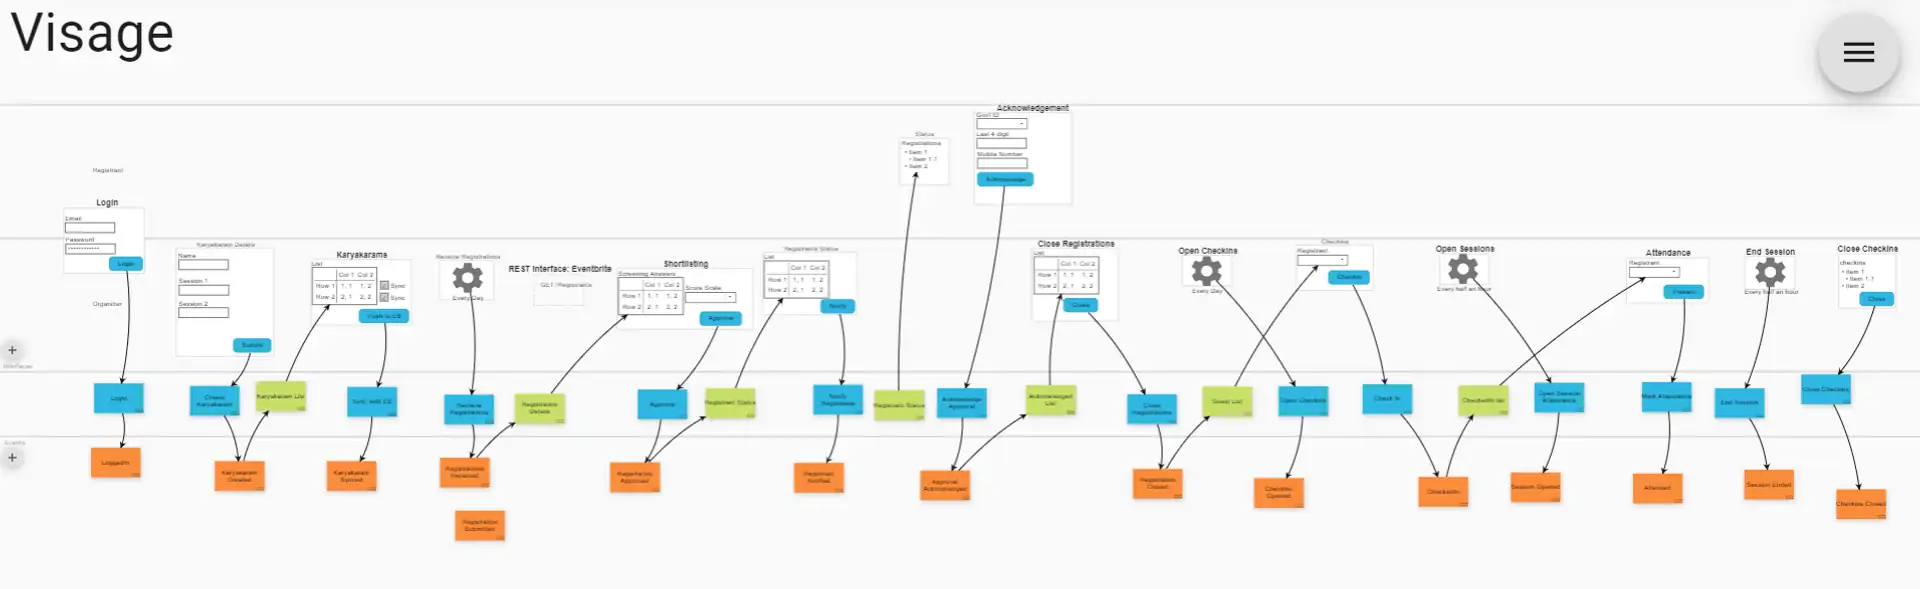 Visage
Acknowledgement
Govt ID
Last 4 digit
Mobile Number
Acknowledge
Status
Registrations
• Item 1
• Item 1.1
• Item 2
Registrant
Login
Email
Password
Login
Organiser
Karyakaram Details
Name
Session 1
Session 2
Submit
Karyakarams
List
Col 1 Col 2
Row 1 1, 1 1, 2
Row 2 2, 1 2, 2
Sync
Sync
Receive Registrations
Every Day
REST Interface: Eventbrite
GET /Registrants
Shortlisting
Screening Answers
Col 1 Col 2
Row 1 1, 1 1, 2
Row 2 2, 1 2, 2
Score Scale
Approve
Registrants Status
List
Col 1 Col 2
Row 1 1, 1 1, 2
Row 2 2, 1 2, 2
Notify
Close Registrations
List
Col 1 Col 2
Row 1 1, 1 1, 2
Row 2 2, 1 2, 2
Close
Open Checkins
Every Day
Checkins
Registrant
Checkin
Open Sessions
Every half an hour
Attendance
Registrant
Present
End Session
Every half an hour
Close Checkins
checkins
• Item 1
• Item 1.1
• Item 2
Close
Interfaces
Login
Create Karyakaram
Karyakaram List
Sync with EB
Retrieve Registrations
Registrants Details
Approve
Registrant Status
Notify Registrants
Registrant Status
Acknowledge Approval
Acknowledged List
Close Registrations
Guest List
Open Checkins
Check In
Checkedin list
Open Session Attendance
Mark Attendance
End Session
Close Checkins
Events
LoggedIn
Karyakaram Created
Karyakaram Synced
Registrations Received
Registration Approved
Registrant Notified
Approval Acknowledged
Registrations Closed
Checkins Opened
CheckedIn
Session Opened
Attended
Session Ended
Checkins Closed
Registration Submitted